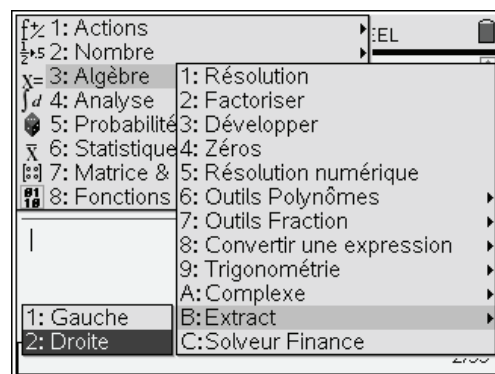 1: Actions
2: Nombre
3: Algèbre
4: Analyse
5: Probabilité
6: Statistique
7: Matrice &
8: Fonctions
EEL
1: Résolution
2: Factoriser
3: Développer
4: Zéros
5: Résolution numérique
6: Outils Polynômes
7: Outils Fraction
8: Convertir une expression
9: Trigonométrie
A: Complexe
B: Extract
C: Solveur Finance
1: Gauche
2: Droite